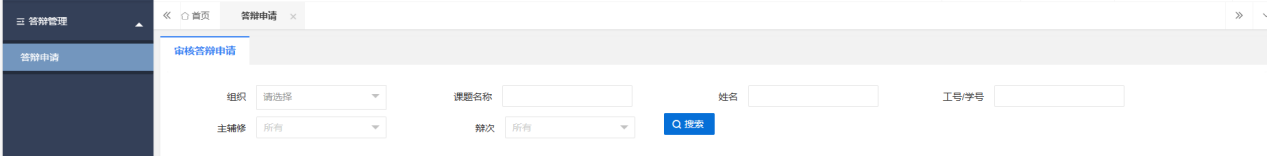 答辩管理
首页 答辩申请
答辩申请
审核答辩申请
组织 请选择 课题名称 姓名 工号/学号
主辅修 所有 辩次 所有 搜索